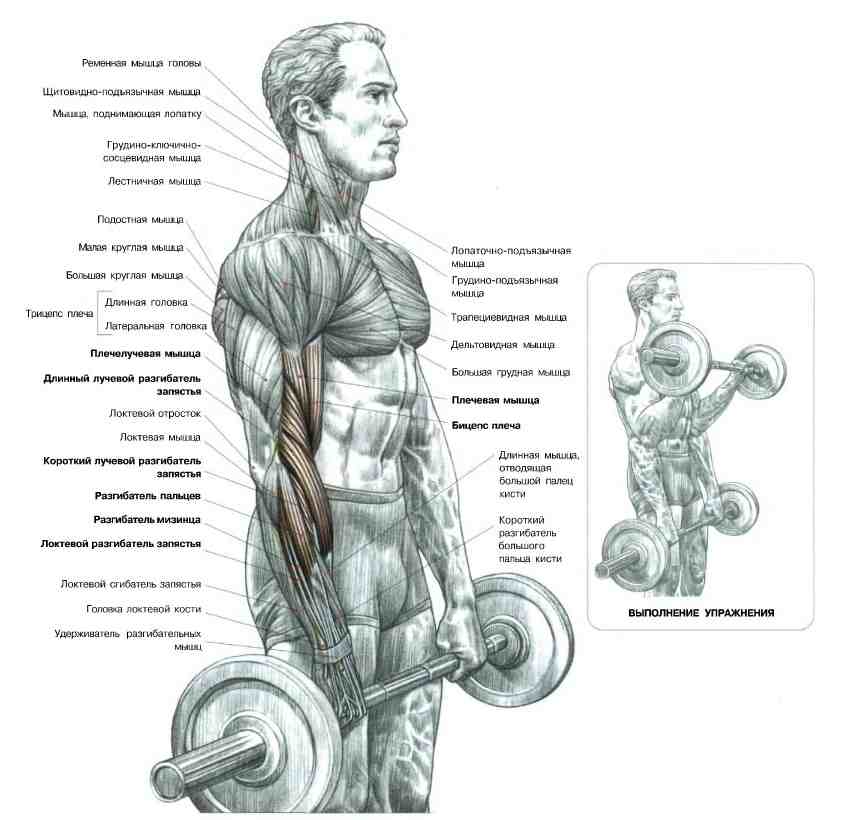 Ременная мышца головы
Щитовидно-подъязычная мышца
Мышца, поднимающая лопатку
Грудино-ключично-
сосцевидная мышца
Лестничная мышца
Подостная мышца
Малая круглая мышца
Большая круглая мышца
Трицепс плеча
Длинная головка
Латеральная головка
Плечелучевая мышца
Длинный лучевой разгибатель
запястья
Локтевой отросток
Локтевая мышца
Короткий лучевой разгибатель
запястья
Разгибатель пальцев
Разгибатель мизинца
Локтевой разгибатель запястья
Локтевой сгибатель запястья
Головка локтевой кости
Удерживатель разгибательных
мышц
Лопаточно-подъязычная
мышца
Грудино-подъязычная
мышца
Трапециевидная мышца
Дельтовидная мышца
Большая грудная мышца
Плечевая мышца
Бицепс плеча
Длинная мышца,
отводящая
большой палец
кисти
Короткий
разгибатель
большого
пальца кисти
ВЫПОЛНЕНИЕ УПРАЖНЕНИЯ